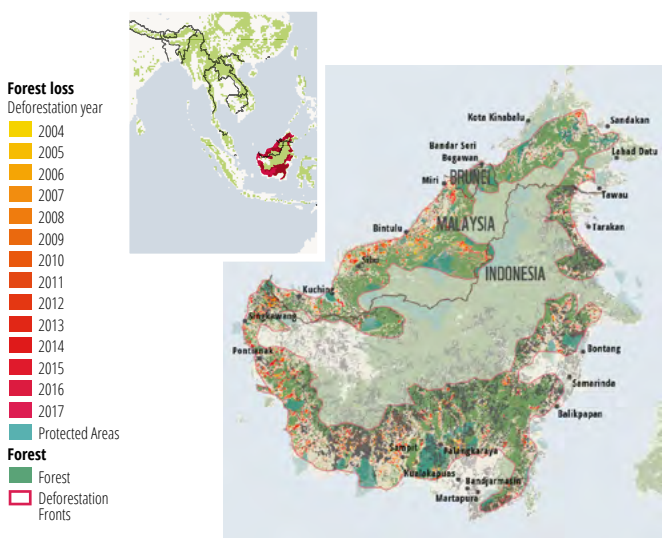 Forest loss
Deforestation year
2004
2005
2006
2007
2008
2009
2010
2011
2012
2013
2014
2015
2016
2017
Protected Areas
Forest
Forest
Deforestation
Fronts
Kota Kinabalu
Sandakan
Bandar Seri
Begawan
Lahad Datu
Miri
BRUNEI
Tawau
MALAYSIA
Bintulu
Tarakan
Sibu
INDONESIA
Kuching
Singkawang
Pontianak
Bontang
Samarinda
Balikpapan
Sampit
Palangkaraya
Kualakapuas
Bandjarmasin
Martapura